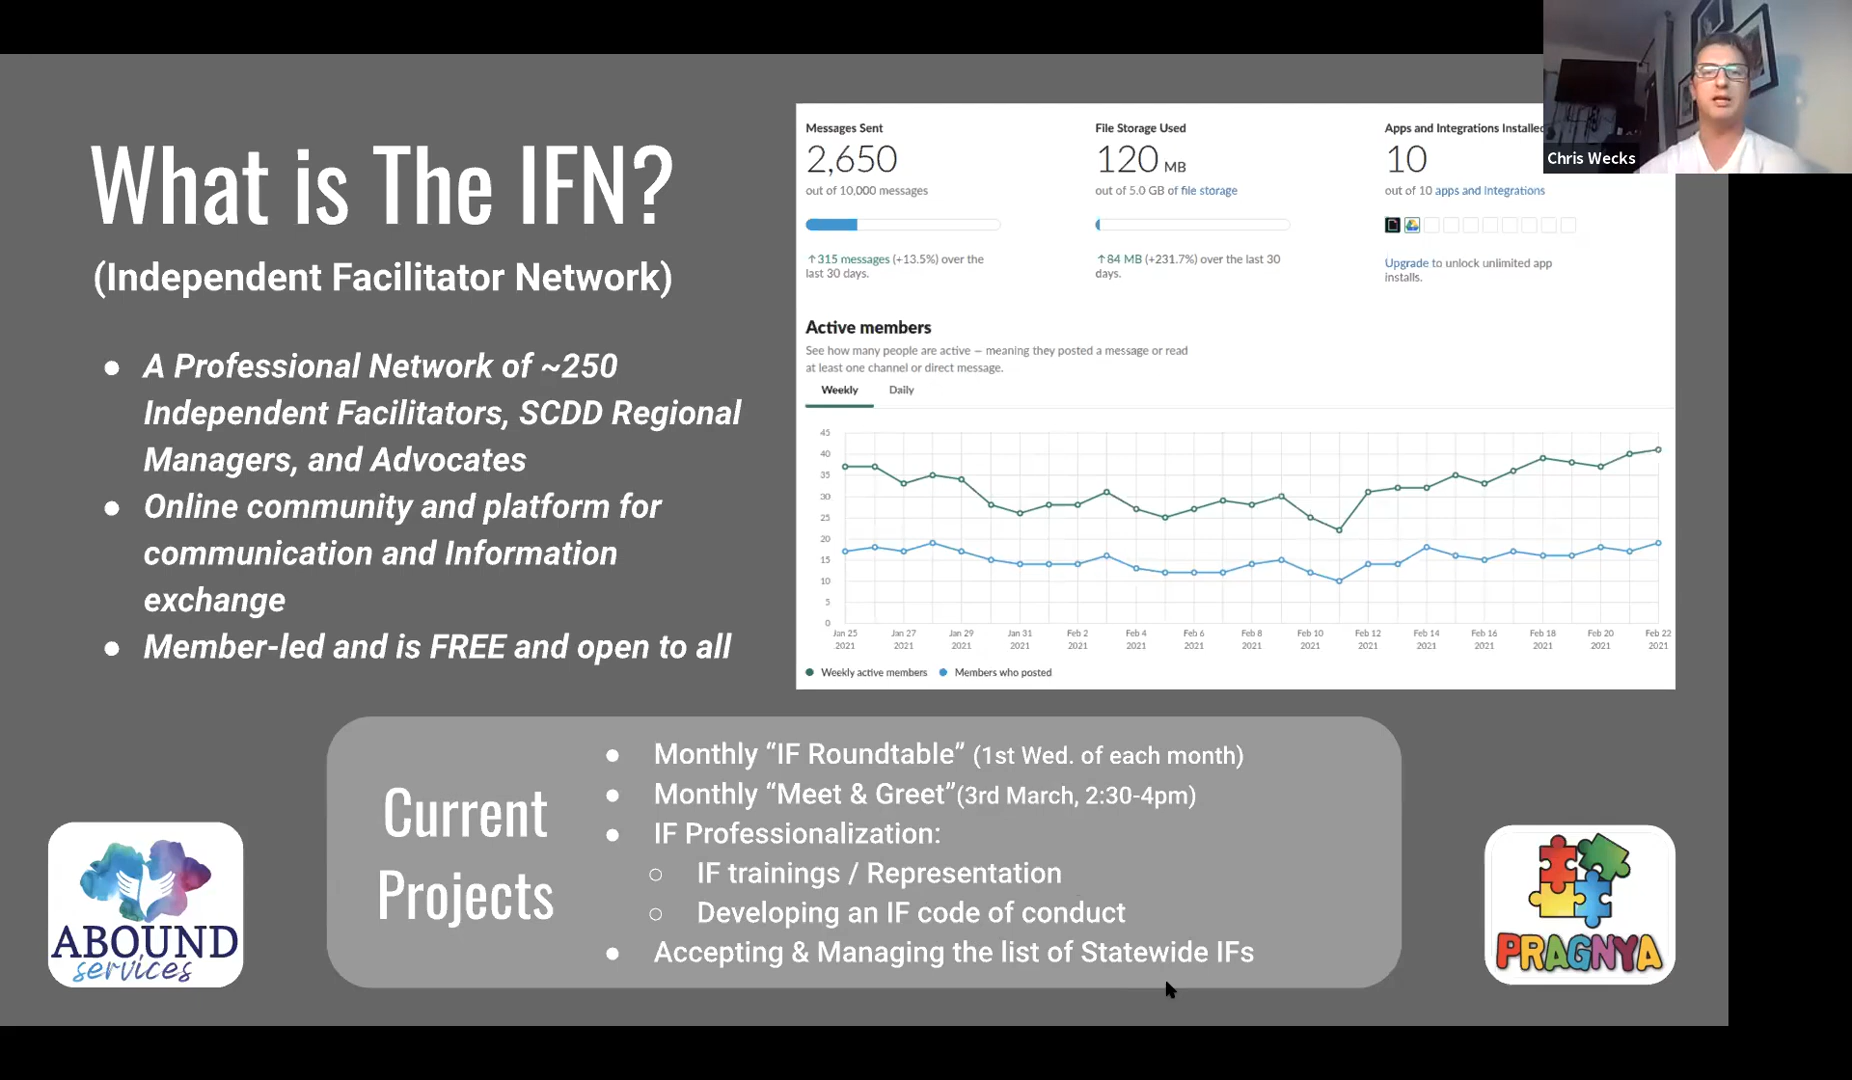 What is The IFN?
(Independent Facilitator Network)
● A Professional Network of ~250
Independent Facilitators, SCDD Regional
Managers, and Advocates
● Online community and platform for
communication and Information
exchange
● Member-led and is FREE and open to all
Messages Sent
2,650
out of 10,000 messages
↑315 messages (+13.5%) over the
last 30 days.
File Storage Used
120 MB
out of 5.0 GB of file storage
↑84 MB (+231.7%) over the last 30
days.
Apps and Integrations Installed
10
out of 10 apps and Integrations
Upgrade to unlock unlimited app
installs.
Chris Wecks
Active members
See how many people are active — meaning they posted a message or read
at least one channel or direct message.
Weekly Daily
45
40
35
30
25
20
15
10
5
0
Jan 25 Jan 27 Jan 29 Jan 31 Feb 2 Feb 4 Feb 6 Feb 8 Feb 10 Feb 12 Feb 14 Feb 16 Feb 18 Feb 20 Feb 22
2021 2021 2021 2021 2021 2021 2021 2021 2021 2021 2021 2021 2021 2021 2021
● Weekly active members ● Members who posted
Current
Projects
● Monthly “IF Roundtable” (1st Wed. of each month)
● Monthly “Meet & Greet”(3rd March, 2:30-4pm)
● IF Professionalization:
○ IF trainings / Representation
○ Developing an IF code of conduct
● Accepting & Managing the list of Statewide IFs
ABOUND
services
PRAGNYA